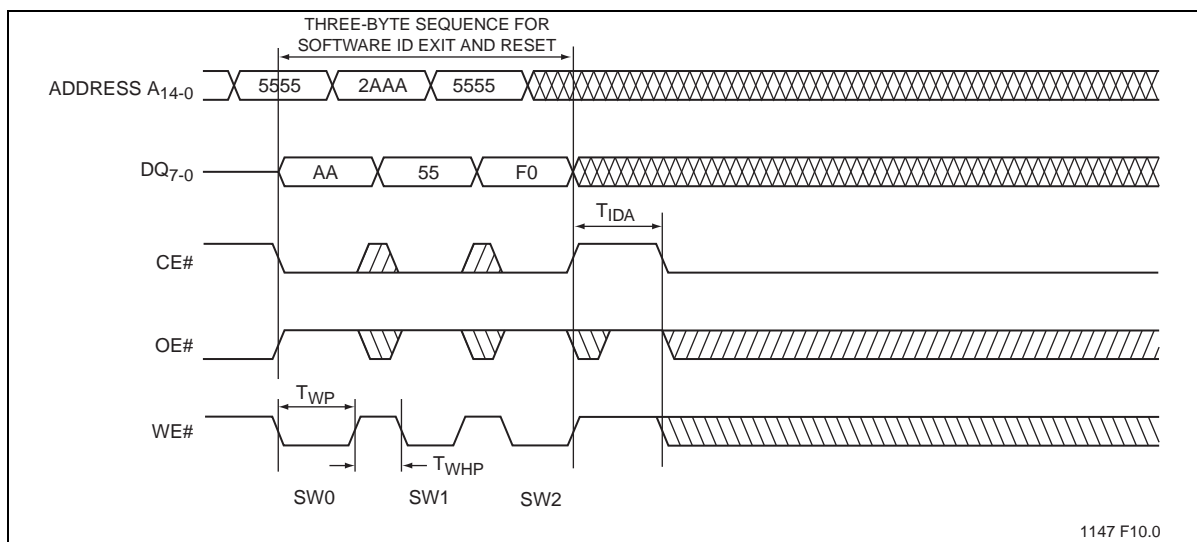 THREE-BYTE SEQUENCE FOR
SOFTWARE ID EXIT AND RESET
ADDRESS A14-0
5555
2AAA
5555
DQ7-0
AA
55
F0
TIDA
CE#
OE#
TWP
WE#
TWHP
SW0
SW1
SW2
1147 F10.0